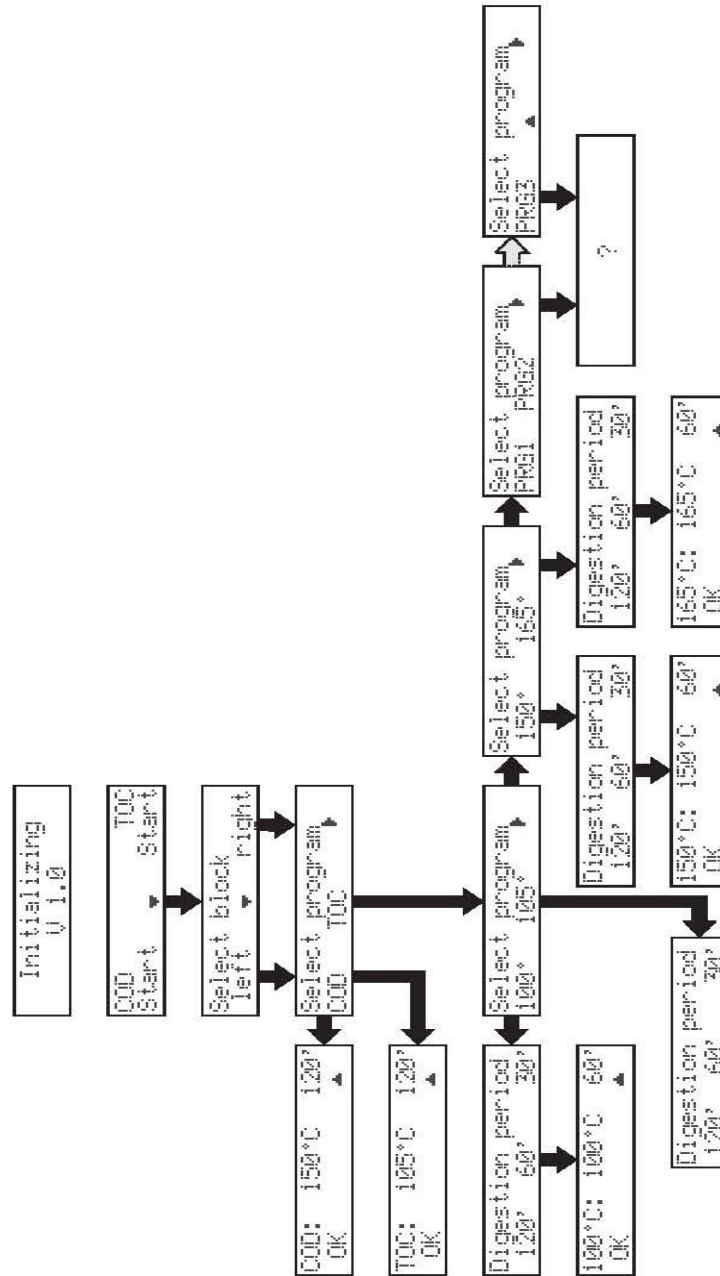 Initializing
V 1.0
COD TOC
Start ▼ Start
Select block
left ▼ right
Select program
COD TOC ▲
COD: 150°C 120'
OK ▲
TOC: 105°C 120'
OK ▲
Select program
100° 105° ▲
Select program
150° 165° ▲
Select program
PRG1 PRG2 ▲
Select program
PRG3 ▲ ▲
Digestion period
120' 60' 30'
100°C: 100°C 60'
OK ▲
Digestion period
120' 60' 30'
Digestion period
120' 60' 30'
150°C: 150°C 60'
OK ▲
Digestion period
120' 60' 30'
165°C: 165°C 60'
OK ▲
?